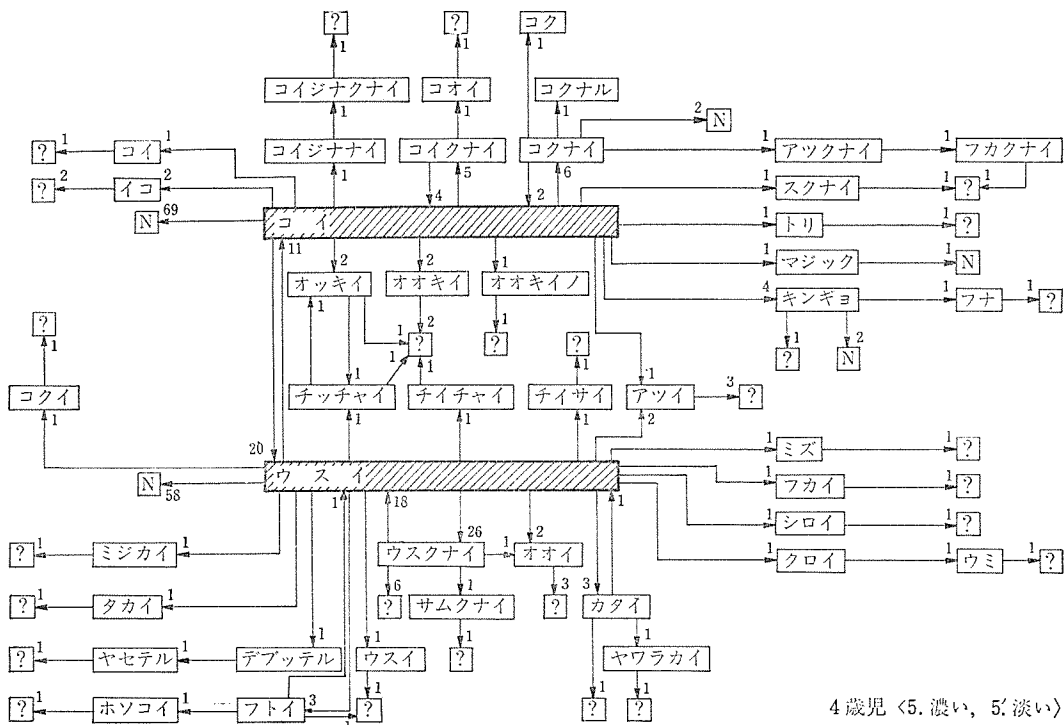 ? ? コク
1 1 1
コイジナクナイ コオイ コクナル
1 1 1 2 N
? 1 コイ 1 コイジナナイ コイクナイ コクナイ 1 アツクナイ 1 フカクナイ
? 2 イコ 2 1 4 5 2 6 1 スクナイ 1 ? 1
N 69 コイ 1 トリ 1 ?
11 2 2 1 1 マジック 1 N
オッキイ オオキイ オオキイノ 4 キンギョ 1 フナ 1 ?
1 1 2 1 1 2
? ? ? ? ? N
1 1 1 1 1 1
コクイ チッチャイ チイチャイ チイサイ アツイ 3 ?
1 1 1 1 2
20 1 ミズ 1 ?
N 58 ウスイ 1 フカイ 1 ?
1 18 26 2 1 1 シロイ 1 ?
? 1 ミジカイ 1 ウスクナイ 1 オオイ 1 クロイ 1 ウミ 1 ?
6 1 3 3
? 1 タカイ 1 ? サムクナイ ? カタイ
1 1 1 1
? 1 ヤセテル 1 デブッテル ウスイ ? ヤワラカイ
1 1 1
? 1 ホソコイ 1 フトイ 3 ? ? ?
1
4歳児〈5. 濃い, 5.′淡い〉